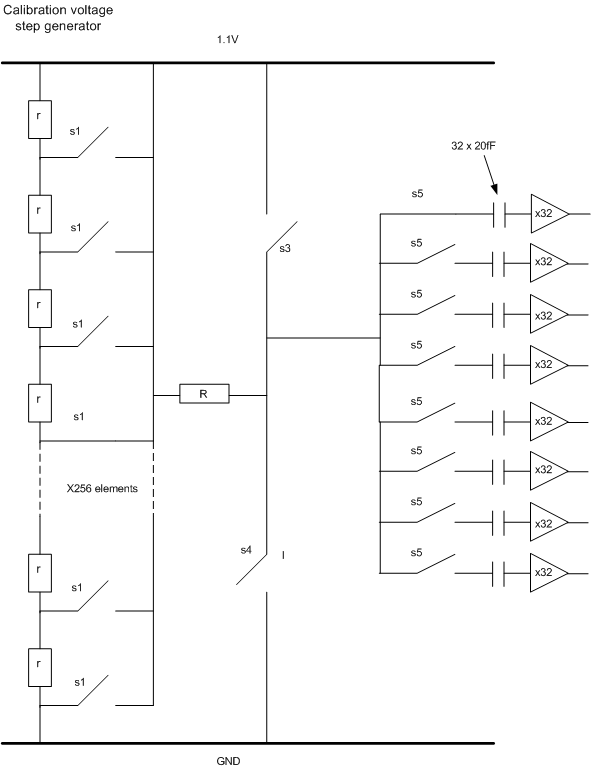 Calibration voltage
step generator
1.1V
r
s1
32 x 20fF
r
s1
s5
x32
s3
s5
x32
r
s1
s5
x32
s5
x32
r
s1
R
s5
x32
X256 elements
s5
x32
s4
I
s5
x32
r
s1
s5
x32
r
s1
GND